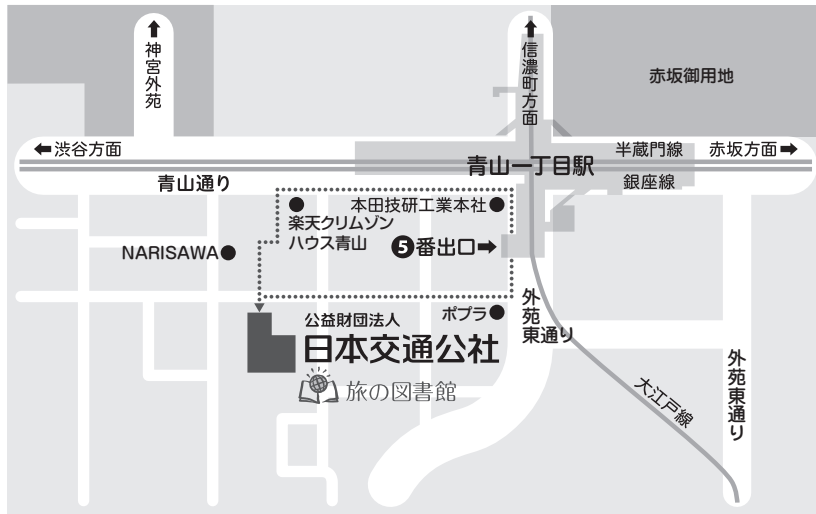 神宮外苑
信濃町方面
赤坂御用地
渋谷方面
青山一丁目駅
半蔵門線
赤坂方面
青山通り
銀座線
本田技研工業本社
楽天クリムゾン
ハウス青山
NARISAWA
5番出口
外苑
東通り
ポプラ
公益財団法人
日本交通公社
旅の図書館
外苑東通り
大江戸線